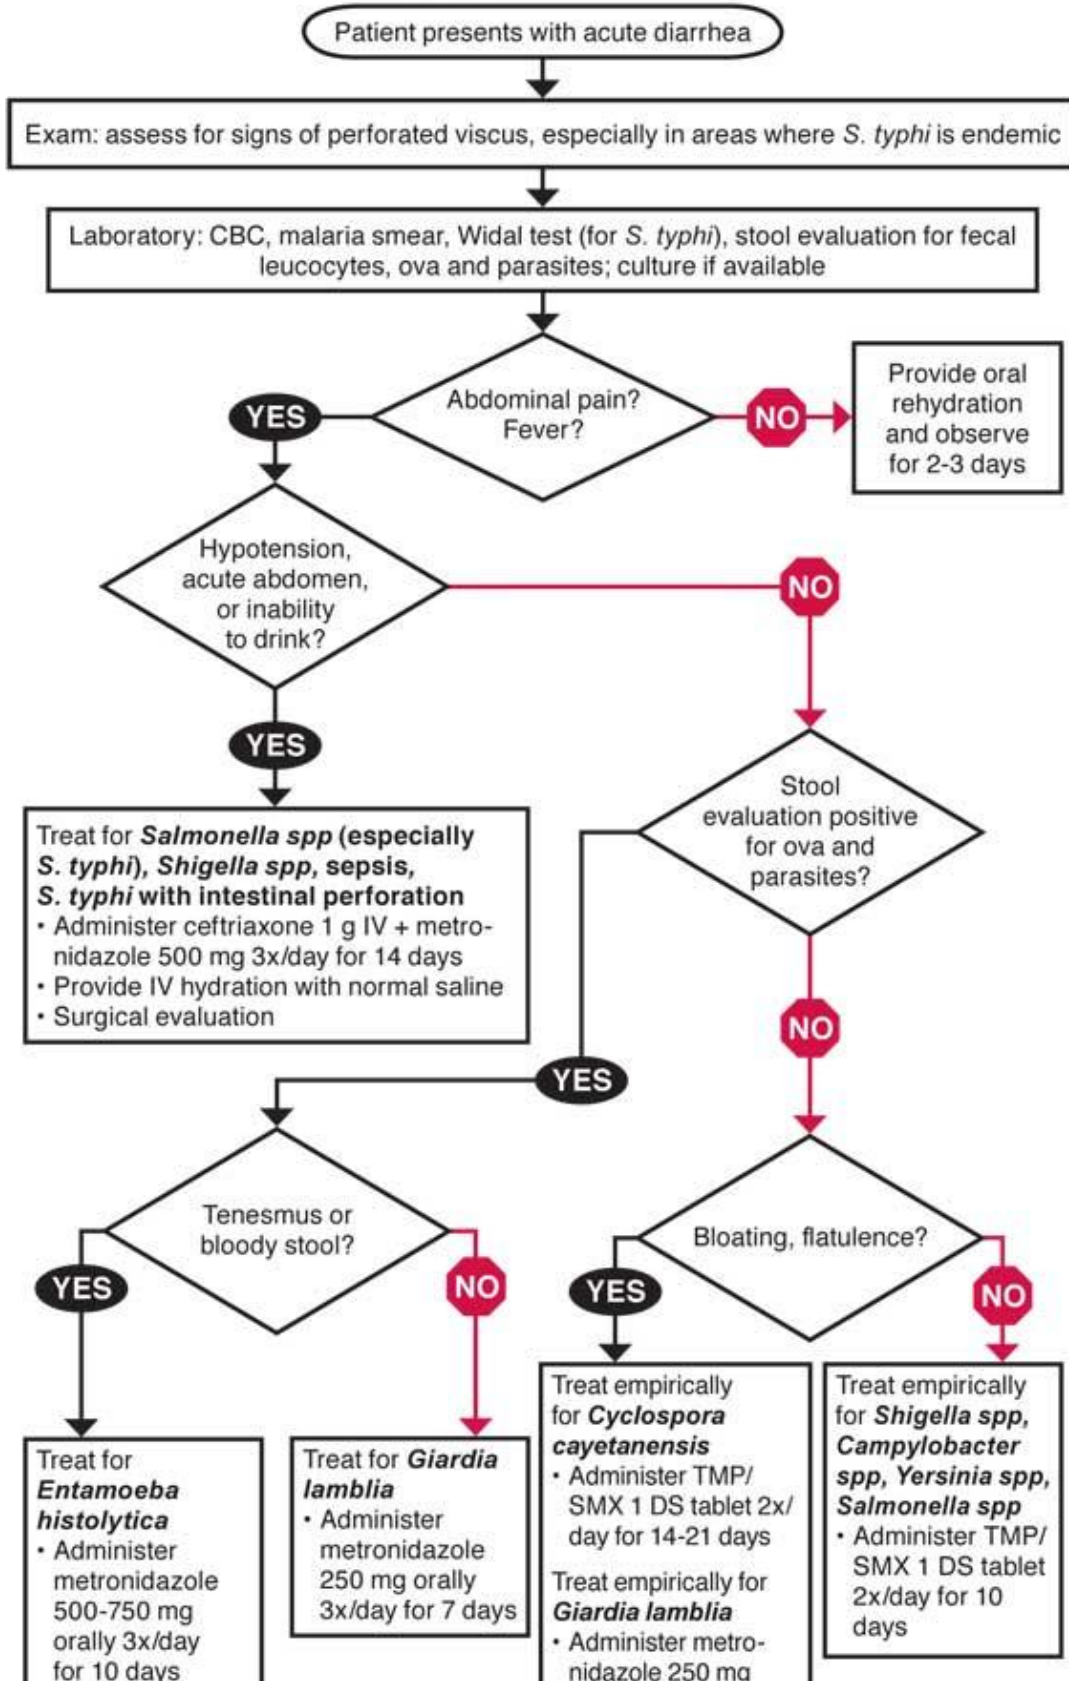 Patient presents with acute diarrhea
Exam: assess for signs of perforated viscus, especially in areas where S. typhi is endemic
Laboratory: CBC, malaria smear, Widal test (for S. typhi), stool evaluation for fecal
leucocytes, ova and parasites; culture if available
Abdominal pain?
Fever?
YES
NO
Provide oral
rehydration
and observe
for 2-3 days
Hypotension,
acute abdomen,
or inability
to drink?
NO
YES
Treat for Salmonella spp (especially
S. typhi), Shigella spp, sepsis,
S. typhi with intestinal perforation
• Administer ceftriaxone 1 g IV + metro-
nidazole 500 mg 3x/day for 14 days
• Provide IV hydration with normal saline
• Surgical evaluation
Stool
evaluation positive
for ova and
parasites?
NO
YES
Tenesmus or
bloody stool?
YES
NO
Bloating, flatulence?
YES
NO
Treat for
Entamoeba
histolytica
• Administer
metronidazole
500-750 mg
orally 3x/day
for 10 days
Treat for Giardia
lamblia
• Administer
metronidazole
250 mg orally
3x/day for 7 days
Treat empirically
for Cyclospora
cayetanensis
• Administer TMP/
SMX 1 DS tablet 2x/
day for 14-21 days
Treat empirically for
Giardia lamblia
• Administer metro-
nidazole 250 mg
Treat empirically
for Shigella spp,
Campylobacter
spp, Yersinia spp,
Salmonella spp
• Administer TMP/
SMX 1 DS tablet
2x/day for 10
days